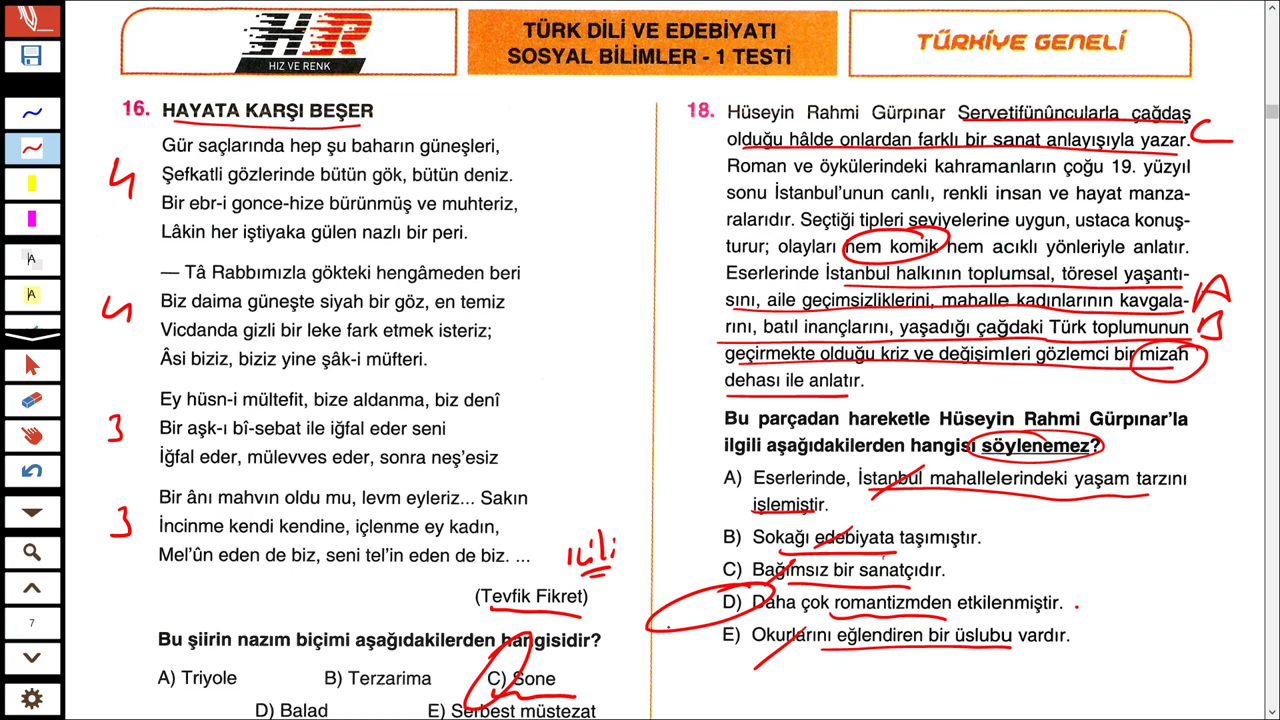 HR
HIZ VE RENK
TÜRK DİLİ VE EDEBİYATI
SOSYAL BİLİMLER - 1 TESTİ
TÜRKİYE GENELİ
A
A
7
16. HAYATA KARŞI BEŞER
Gür saçlarında hep şu baharın güneşleri,
4 Şefkatli gözlerinde bütün gök, bütün deniz.
Bir ebr-i gonce-hize bürünmüş ve muhteriz,
Lâkin her iştiyaka gülen nazlı bir peri.
— Tâ Rabbımızla gökteki hengâmeden beri
4 Biz daima güneşte siyah bir göz, en temiz
Vicdanda gizli bir leke fark etmek isteriz;
Âsi biziz, biziz yine şâk-i müfteri.
Ey hüsn-i mültefit, bize aldanma, biz denî
3 Bir aşk-ı bî-sebat ile iğfal eder seni
İğfal eder, mülevves eder, sonra neş'esiz
Bir ânı mahvın oldu mu, levm eyleriz... Sakın
3 İncinme kendi kendine, içlenme ey kadın,
Mel'ûn eden de biz, seni tel'in eden de biz. ...
(Tevfik Fikret)
Bu şiirin nazım biçimi aşağıdakilerden hangisidir?
A) Triyole B) Terzarima C) Sone
D) Balad E) Serbest müstezat
18. Hüseyin Rahmi Gürpınar Servetifünûncularla çağdaş
olduğu hâlde onlardan farklı bir sanat anlayışıyla yazar. C
Roman ve öykülerindeki kahramanların çoğu 19. yüzyıl
sonu İstanbul'unun canlı, renkli insan ve hayat manza-
ralarıdır. Seçtiği tipleri seviyelerine uygun, ustaca konuş-
turur; olayları hem komik hem acıklı yönleriyle anlatır.
Eserlerinde İstanbul halkının toplumsal, töresel yaşantı-
sını, aile geçimsizliklerini, mahalle kadınlarının kavgala- A
rını, batıl inançlarını, yaşadığı çağdaki Türk toplumunun B
geçirmekte olduğu kriz ve değişimleri gözlemci bir mizah
dehası ile anlatır.
Bu parçadan hareketle Hüseyin Rahmi Gürpınar'la
ilgili aşağıdakilerden hangisi söylenemez?
A) Eserlerinde, İstanbul mahallelerindeki yaşam tarzını
işlemiştir.
B) Sokağı edebiyata taşımıştır.
C) Bağımsız bir sanatçıdır.
D) Daha çok romantizmden etkilenmiştir.
E) Okurlarını eğlendiren bir üslubu vardır.